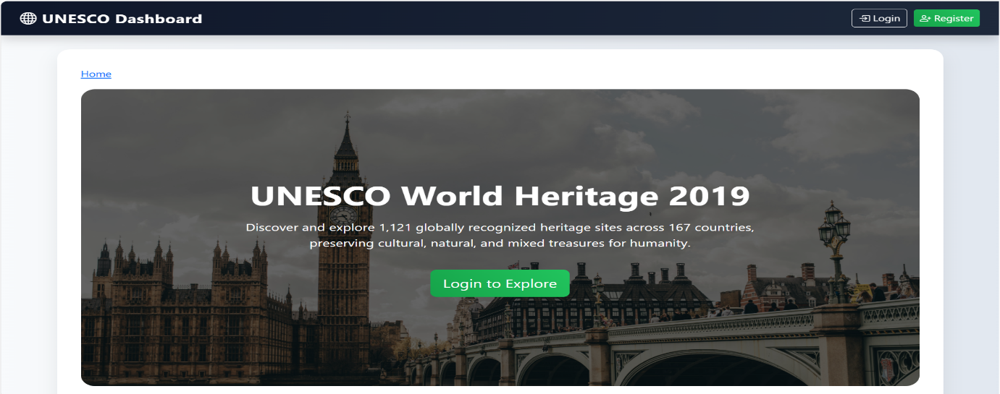 UNESCO Dashboard
Login
Register
Home
UNESCO World Heritage 2019
Discover and explore 1,121 globally recognized heritage sites across 167 countries,
preserving cultural, natural, and mixed treasures for humanity.
Login to Explore